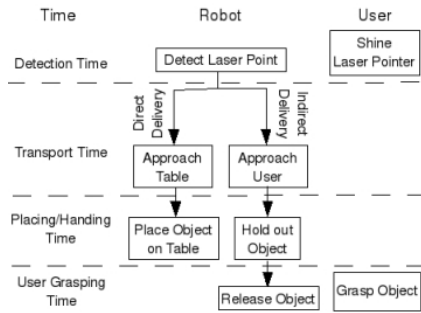 Time Robot User
Shine
Laser Pointer
Detection Time
Detect Laser Point
Direct
Delivery
Indirect
Delivery
Transport Time
Approach
Table
Approach
User
Placing/Handing
Time
Place Object
on Table
Hold out
Object
User Grasping
Time
Release Object
Grasp Object